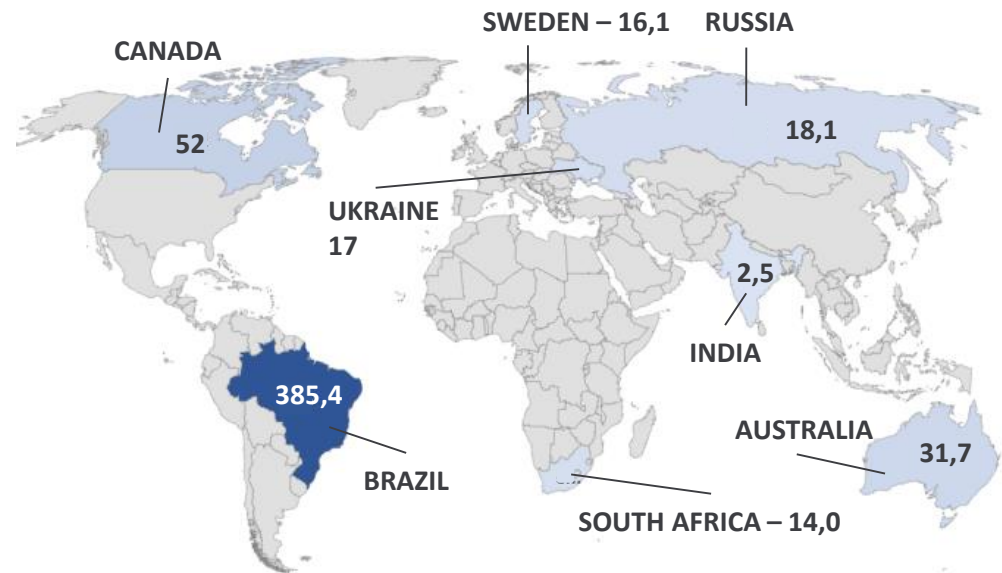 SWEDEN – 16,1
RUSSIA
CANADA
18,1
52
UKRAINE
17
2,5
INDIA
385,4
AUSTRALIA
31,7
BRAZIL
SOUTH AFRICA – 14,0